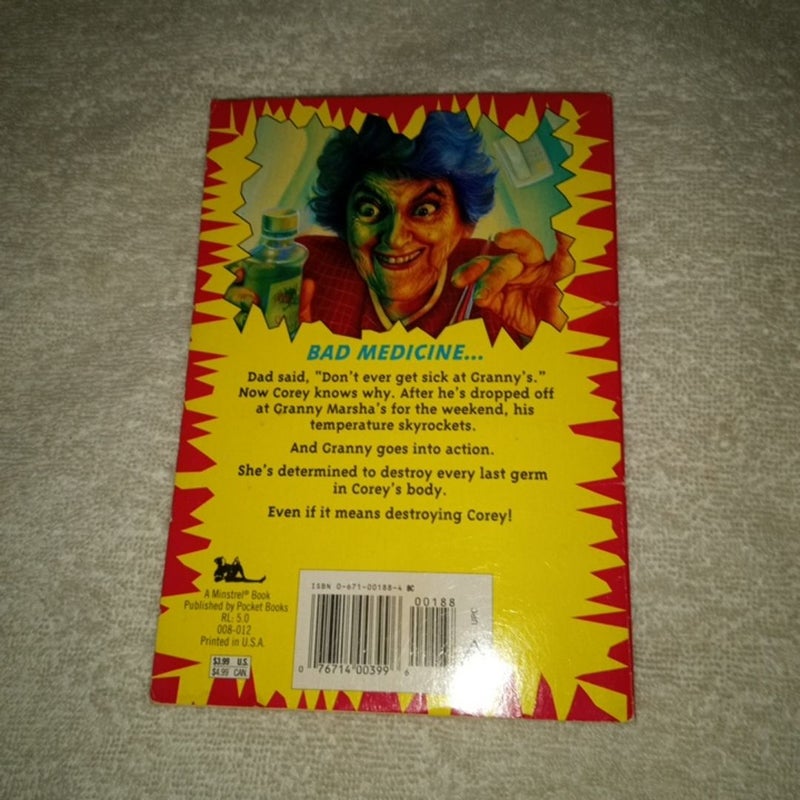 BAD MEDICINE...
Dad said, "Don't ever get sick at Granny's."
Now Corey knows why. After he's dropped off
at Granny Marsha's for the weekend, his
temperature skyrockets.
And Granny goes into action.
She's determined to destroy every last germ
in Corey's body.
Even if it means destroying Corey!
A Minstrel® Book
Published by Pocket Books
RL: 5.0
008-012
Printed in U.S.A.
$3.99 U.S.
$4.99 CAN.
ISBN 0-671-00188-4 BC
00188
UPC
0 76714 00399 6